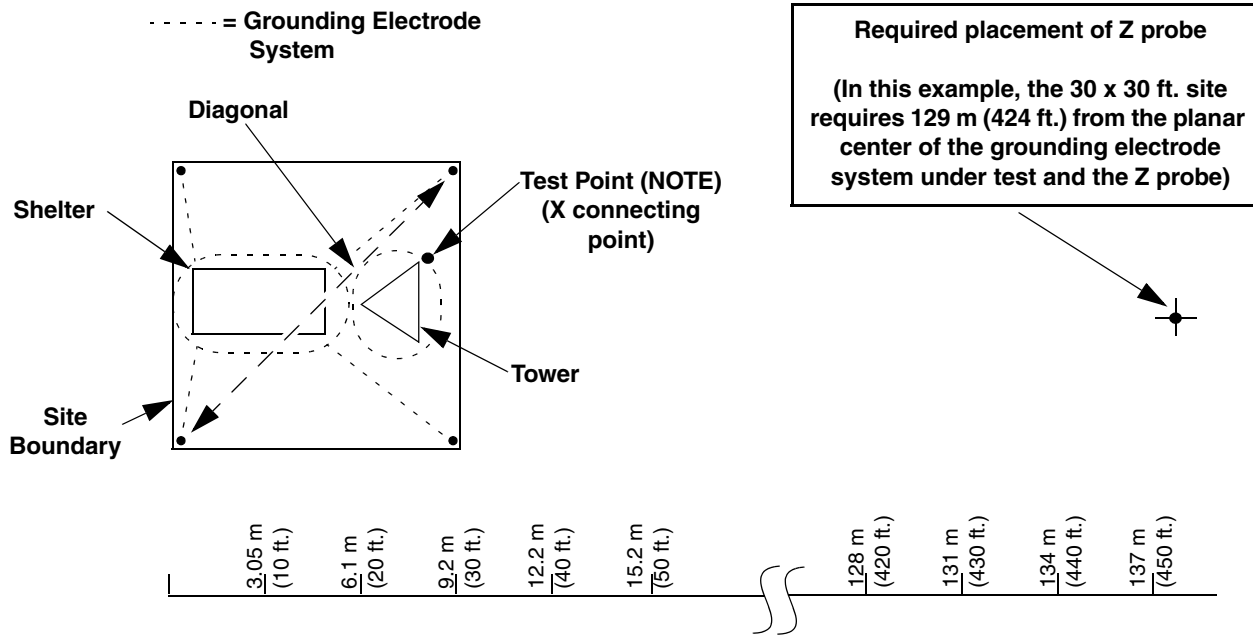 - - - - - - = Grounding Electrode
System
Required placement of Z probe
(In this example, the 30 x 30 ft. site
requires 129 m (424 ft.) from the planar
center of the grounding electrode
system under test and the Z probe)
Diagonal
Test Point (NOTE)
(X connecting
point)
Shelter
Tower
Site
Boundary
3.05 m
(10 ft.)
6.1 m
(20 ft.)
9.2 m
(30 ft.)
12.2 m
(40 ft.)
15.2 m
(50 ft.)
128 m
(420 ft.)
131 m
(430 ft.)
134 m
(440 ft.)
137 m
(450 ft.)